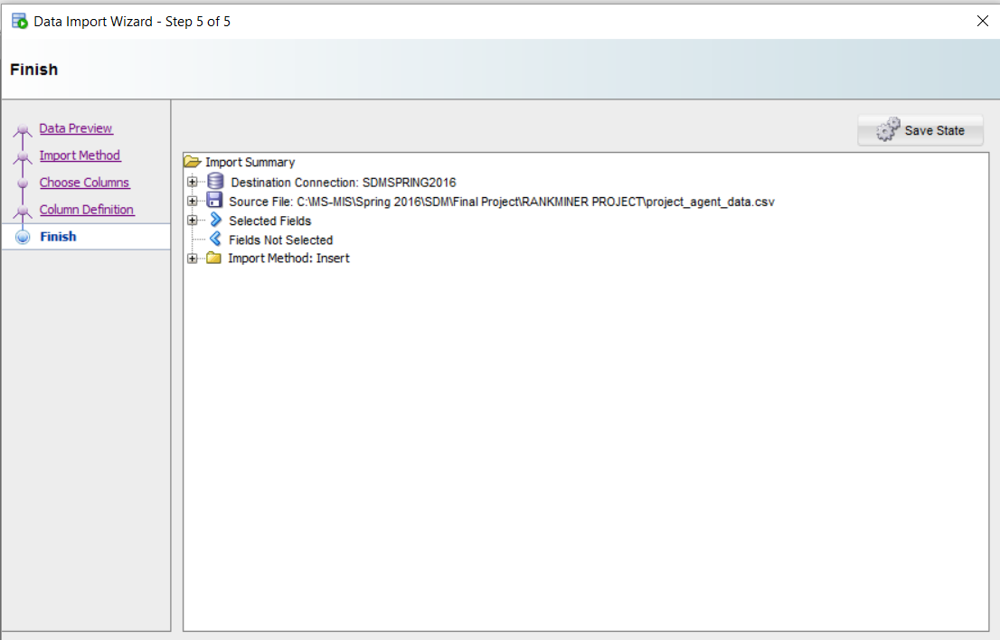 Data Import Wizard - Step 5 of 5
Finish
Data Preview
Import Method
Choose Columns
Column Definition
Finish
Save State
Import Summary
Destination Connection: SDMSPRING2016
Source File: C:\MS-MIS\Spring 2016\SDM\Final Project\RANKMINER PROJECT\project_agent_data.csv
Selected Fields
Fields Not Selected
Import Method: Insert